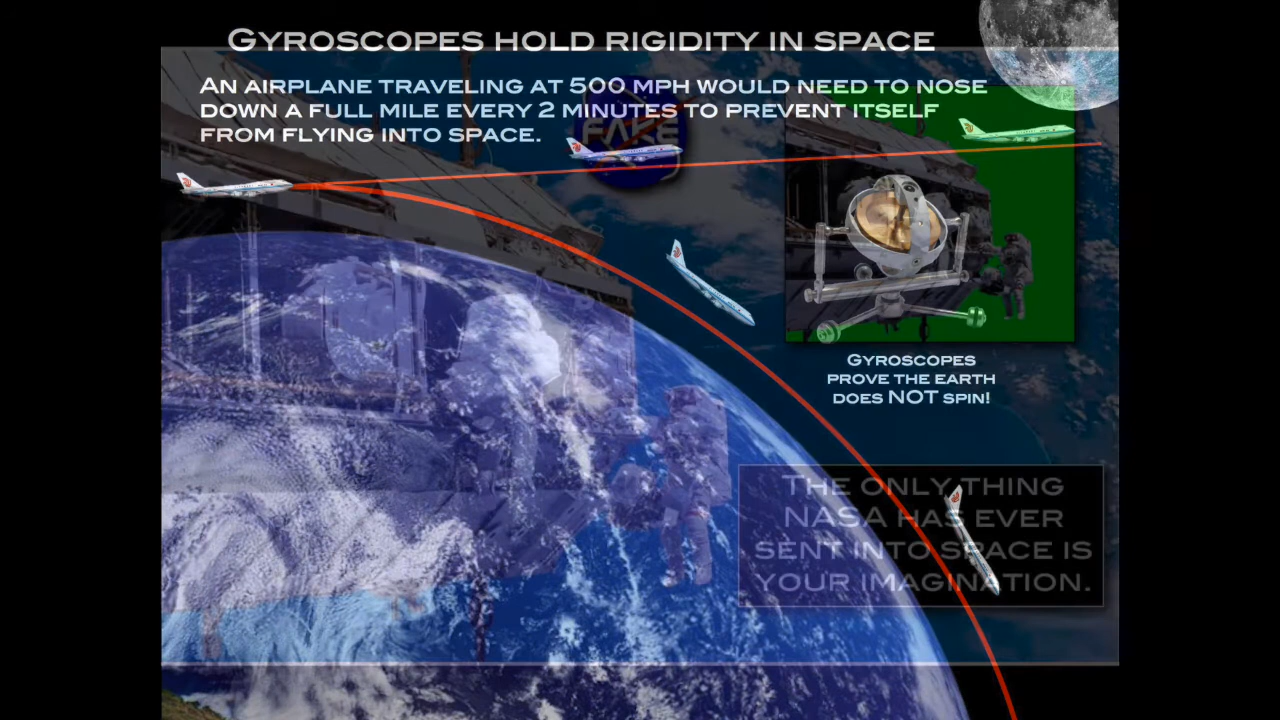 GYROSCOPES HOLD RIGIDITY IN SPACE
AN AIRPLANE TRAVELING AT 500 MPH WOULD NEED TO NOSE
DOWN A FULL MILE EVERY 2 MINUTES TO PREVENT ITSELF
FROM FLYING INTO SPACE.
FAKE
GYROSCOPES
PROVE THE EARTH
DOES NOT SPIN!
THE ONLY THING
NASA HAS EVER
SENT INTO SPACE IS
YOUR IMAGINATION.